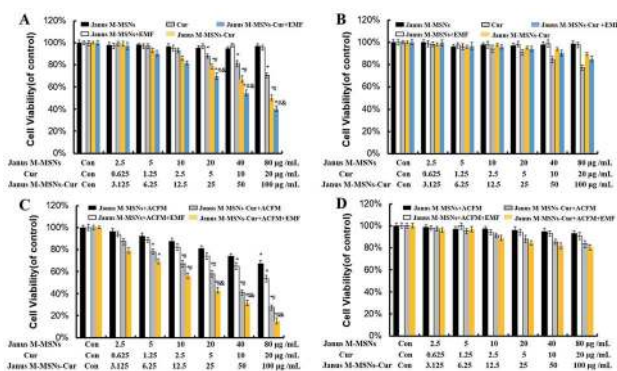 A
Janus M-MSNs
Cur
Janus M-MSNs-Cur+EMF
Janus M-MSNs+EMF
Janus M-MSNs-Cur
Cell Viability(of control)
120%
100%
80%
60%
40%
20%
0%
Janus M-MSNs Con 2.5 5 10 20 40 80 μg /mL
Cur Con 0.625 1.25 2.5 5 10 20 μg /mL
Janus M-MSNs-Cur Con 3.125 6.25 12.5 25 50 100 μg /mL
B
Janus M-MSNs
Cur
Janus M-MSNs-Cur +EMF
Janus M-MSNs+EMF
Janus M-MSNs-Cur
Cell Viability(of control)
120%
100%
80%
60%
40%
20%
0%
Janus M-MSNs Con 2.5 5 10 20 40 80 μg /mL
Cur Con 0.625 1.25 2.5 5 10 20 μg /mL
Janus M-MSNs-Cur Con 3.125 6.25 12.5 25 50 100 μg /mL
C
Janus M-MSNs+ACFM
Janus M-MSNs-Cur+ACFM
Janus M-MSNs+ACFM+EMF
Janus M-MSNs-Cur+ACFM+EMF
Cell Viability(of control)
120%
100%
80%
60%
40%
20%
0%
Janus M-MSNs Con 2.5 5 10 20 40 80 μg /mL
Cur Con 0.625 1.25 2.5 5 10 20 μg /mL
Janus M-MSNs-Cur Con 3.125 6.25 12.5 25 50 100 μg /mL
D
Janus M-MSNs+ACFM
Janus M-MSNs-Cur+ACFM
Janus M-MSNs+ACFM+EMF
Janus M-MSNs-Cur+ACFM+EMF
Cell Viability(of control)
120%
100%
80%
60%
40%
20%
0%
Janus M-MSNs Con 2.5 5 10 20 40 80 μg /mL
Cur Con 0.625 1.25 2.5 5 10 20 μg /mL
Janus M-MSNs-Cur Con 3.125 6.25 12.5 25 50 100 μg /mL